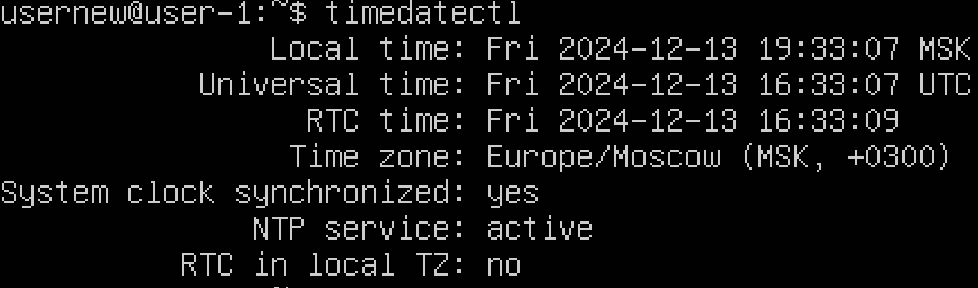 usernew@user-1:~$ timedatectl
Local time: Fri 2024-12-13 19:33:07 MSK
Universal time: Fri 2024-12-13 16:33:07 UTC
RTC time: Fri 2024-12-13 16:33:09
Time zone: Europe/Moscow (MSK, +0300)
System clock synchronized: yes
NTP service: active
RTC in local TZ: no